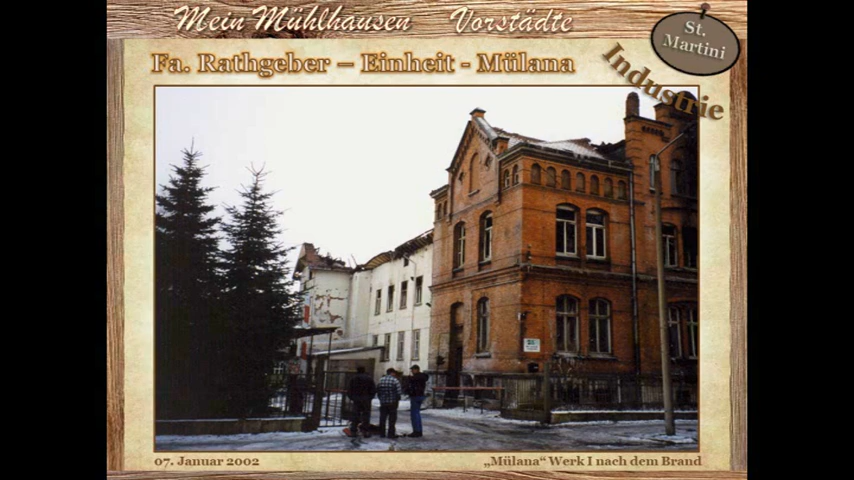 Mein Mühlhausen Vorstädte
St.
Martini
Fa. Rathgeber – Einheit - Mülana
Industrie
07. Januar 2002
„Mülana“ Werk I nach dem Brand